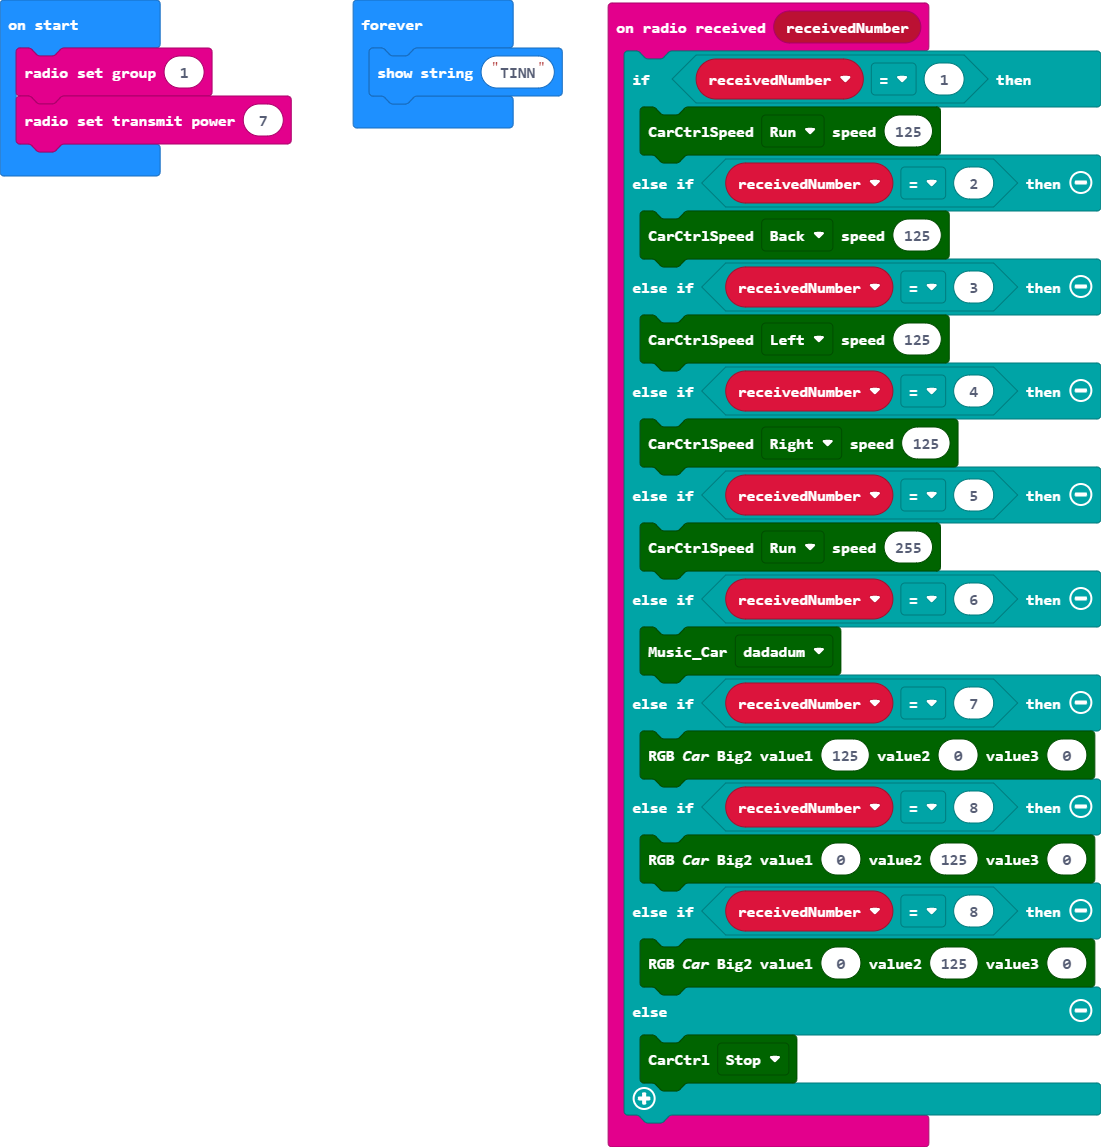 on start
radio set group 1
radio set transmit power 7
forever
show string "TINN"
on radio received receivedNumber
if receivedNumber = 1 then
CarCtrlSpeed Run speed 125
else if receivedNumber = 2 then
CarCtrlSpeed Back speed 125
else if receivedNumber = 3 then
CarCtrlSpeed Left speed 125
else if receivedNumber = 4 then
CarCtrlSpeed Right speed 125
else if receivedNumber = 5 then
CarCtrlSpeed Run speed 255
else if receivedNumber = 6 then
Music_Car dadadum
else if receivedNumber = 7 then
RGB Car Big2 value1 125 value2 0 value3 0
else if receivedNumber = 8 then
RGB Car Big2 value1 0 value2 125 value3 0
else if receivedNumber = 8 then
RGB Car Big2 value1 0 value2 125 value3 0
else
CarCtrl Stop